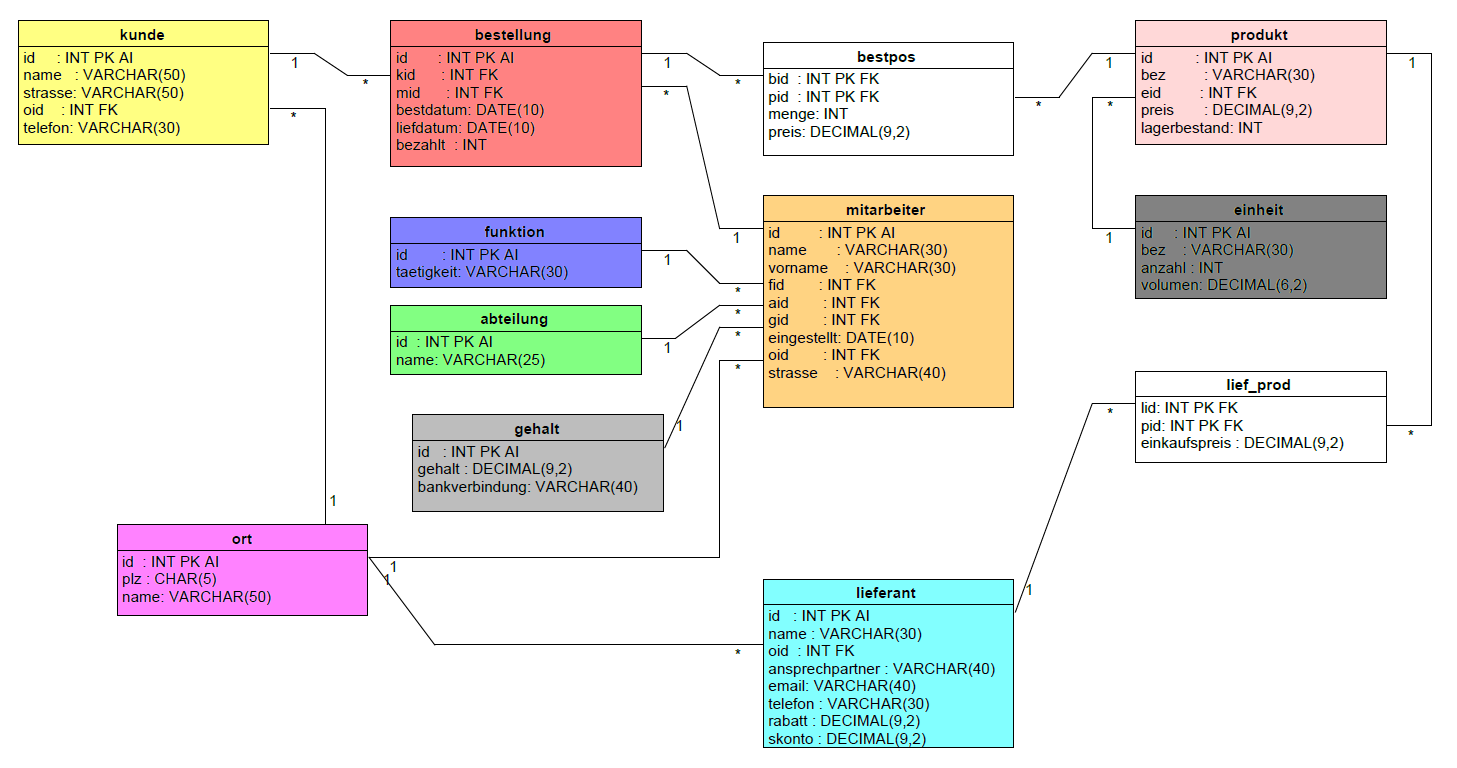 kunde
id : INT PK AI
name : VARCHAR(50)
strasse: VARCHAR(50)
oid : INT FK
telefon: VARCHAR(30)
1
*
*
bestellung
id : INT PK AI
kid : INT FK
mid : INT FK
bestdatum: DATE(10)
liefdatum: DATE(10)
bezahlt : INT
1
*
*
bestpos
bid : INT PK FK
pid : INT PK FK
menge: INT
preis: DECIMAL(9,2)
*
1
produkt
id : INT PK AI
bez : VARCHAR(30)
eid : INT FK
preis : DECIMAL(9,2)
lagerbestand: INT
1
*
funktion
id : INT PK AI
taetigkeit: VARCHAR(30)
1
*
abteilung
id : INT PK AI
name: VARCHAR(25)
1
*
mitarbeiter
id : INT PK AI
name : VARCHAR(30)
vorname : VARCHAR(30)
fid : INT FK
aid : INT FK
gid : INT FK
eingestellt: DATE(10)
oid : INT FK
strasse : VARCHAR(40)
1
*
*
einheit
id : INT PK AI
bez : VARCHAR(30)
anzahl : INT
volumen: DECIMAL(6,2)
1
gehalt
id : INT PK AI
gehalt : DECIMAL(9,2)
bankverbindung: VARCHAR(40)
1
lief_prod
lid: INT PK FK
pid: INT PK FK
einkaufspreis : DECIMAL(9,2)
*
*
ort
id : INT PK AI
plz : CHAR(5)
name: VARCHAR(50)
1
1
1
lieferant
id : INT PK AI
name : VARCHAR(30)
oid : INT FK
ansprechpartner : VARCHAR(40)
email: VARCHAR(40)
telefon : VARCHAR(30)
rabatt : DECIMAL(9,2)
skonto : DECIMAL(9,2)
1
*